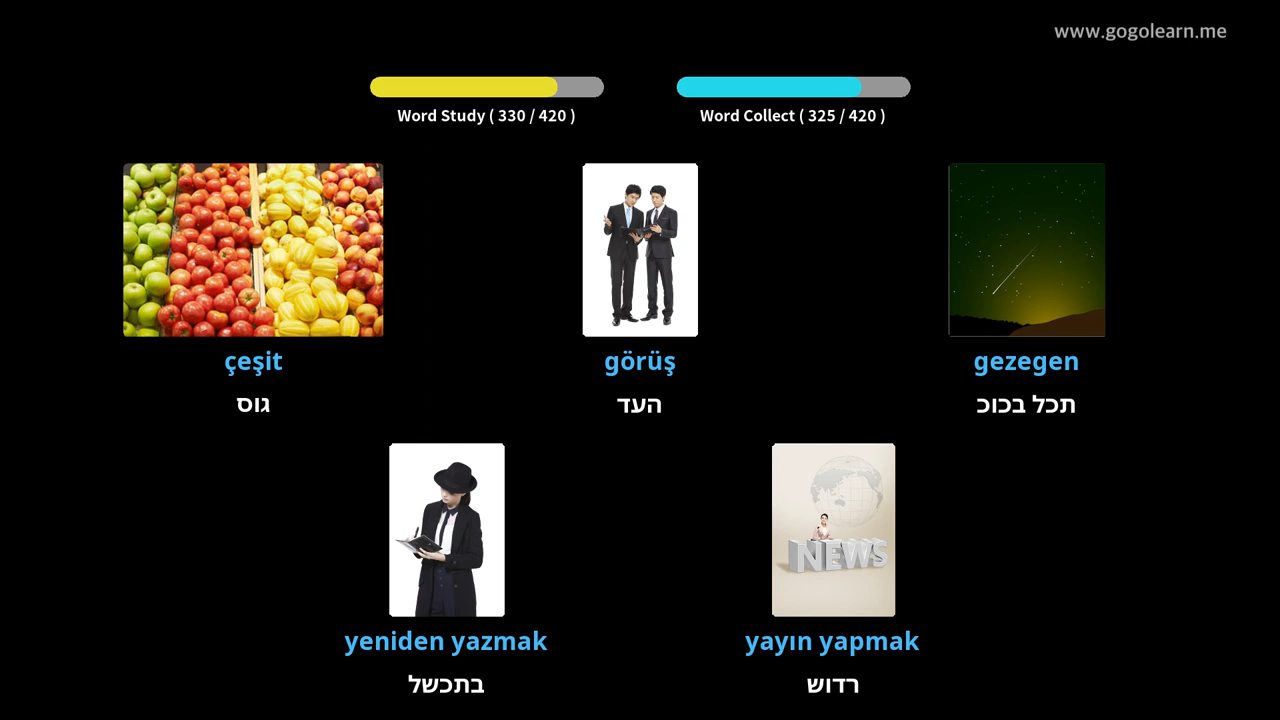 www.gogolearn.me
Word Study ( 330 / 420 )
Word Collect ( 325 / 420 )
çeşit
görüş
gezegen
גוס
העד
תכל בכוכ
yeniden yazmak
yayın yapmak
בתכשל
רדוש